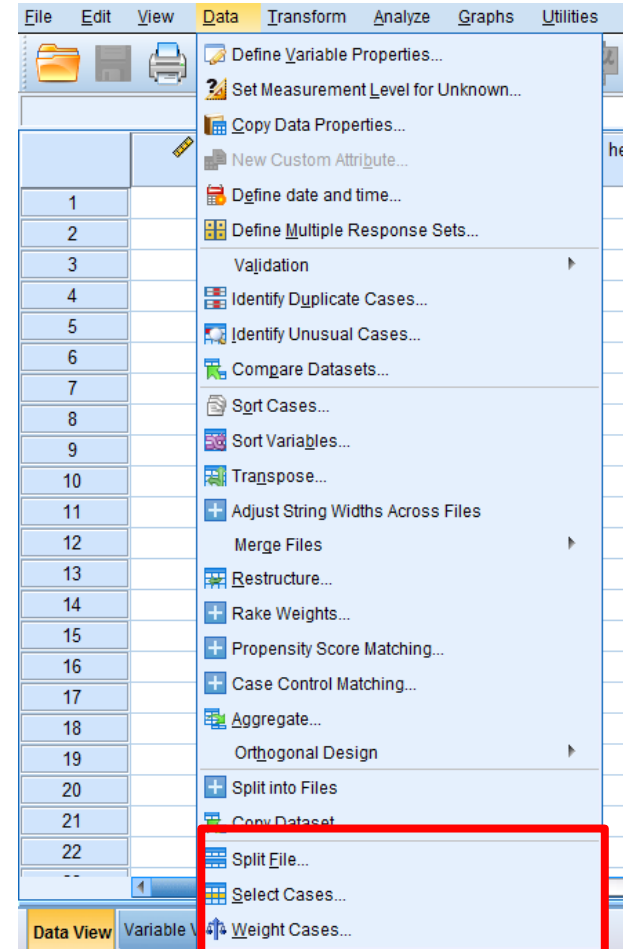 File Edit View Data Transform Analyze Graphs Utilities
Define Variable Properties...
Set Measurement Level for Unknown...
Copy Data Properties...
New Custom Attribute...
he
Define date and time...
1
Define Multiple Response Sets...
2
Validation
3
Identify Duplicate Cases...
4
Identify Unusual Cases...
5
Compare Datasets...
6
7
Sort Cases...
8
Sort Variables...
9
Transpose...
10
Adjust String Widths Across Files
11
Merge Files
12
Restructure...
13
Rake Weights...
14
Propensity Score Matching...
15
Case Control Matching...
16
17
Aggregate...
18
Orthogonal Design
19
Split into Files
20
Copy Dataset
21
Split File...
22
Select Cases...
Data View Variable V
Weight Cases...